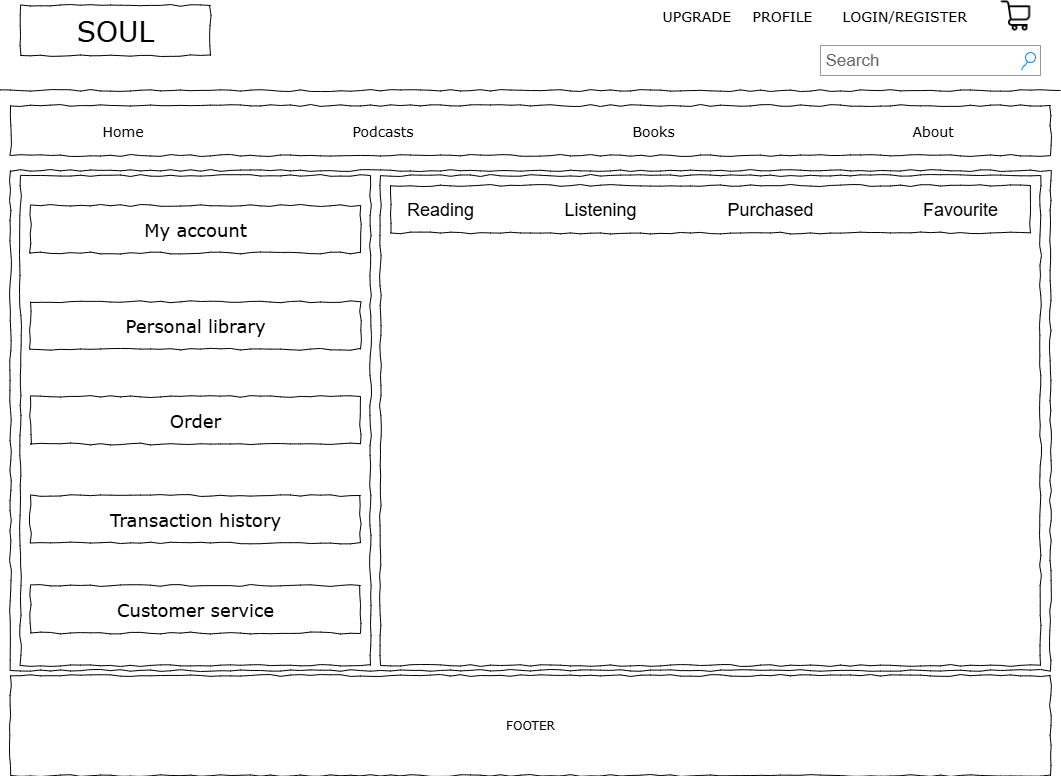 SOUL
UPGRADE PROFILE LOGIN/REGISTER
Search
Home Podcasts Books About
My account
Personal library
Order
Transaction history
Customer service
Reading Listening Purchased Favourite
FOOTER